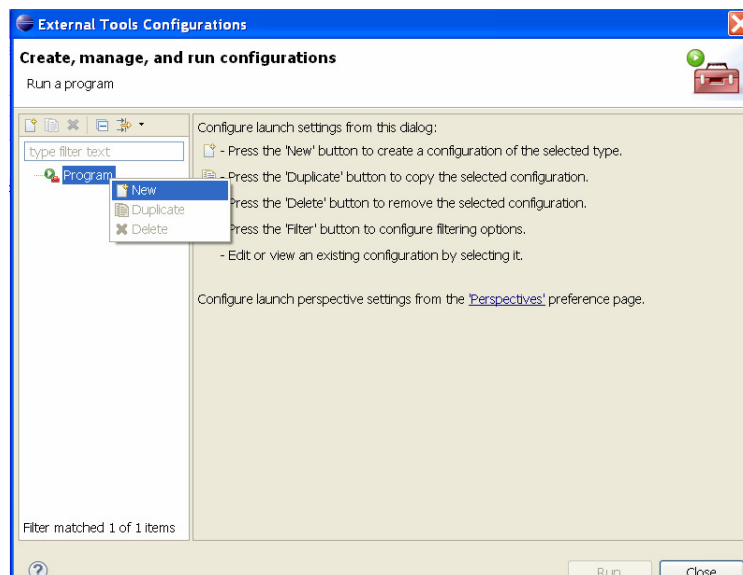 External Tools Configurations
Create, manage, and run configurations
Run a program
type filter text
Program
New
Duplicate
Delete
Filter matched 1 of 1 items
Configure launch settings from this dialog:
- Press the 'New' button to create a configuration of the selected type.
- Press the 'Duplicate' button to copy the selected configuration.
Press the 'Delete' button to remove the selected configuration.
Press the 'Filter' button to configure filtering options.
- Edit or view an existing configuration by selecting it.
Configure launch perspective settings from the 'Perspectives' preference page.
?
Run
Close